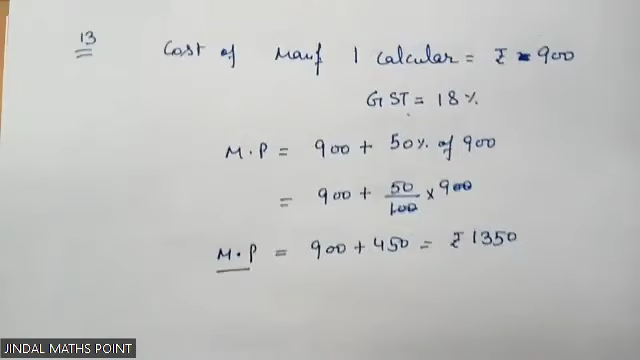 13 Cost of Manf 1 Calcular = ₹ 900
GST = 18%
M.P = 900 + 50% of 900
= 900 + 50/100 × 900
M.P = 900 + 450 = ₹ 1350
JINDAL MATHS POINT